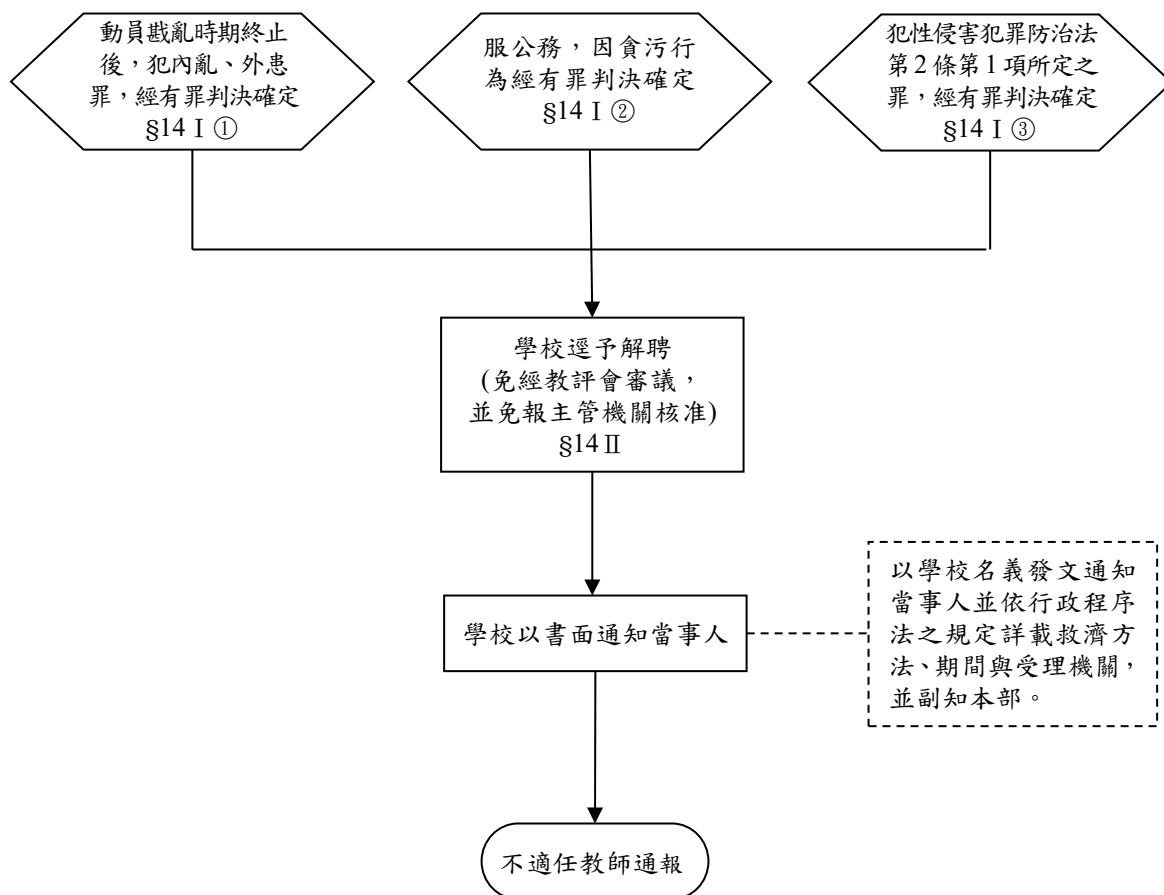 動員戡亂時期終止
後，犯內亂、外患
罪，經有罪判決確定
§14 I ①
服公務，因貪污行
為經有罪判決確定
§14 I ②
犯性侵害犯罪防治法
第2條第1項所定之
罪，經有罪判決確定
§14 I ③
學校逕予解聘
(免經教評會審議，
並免報主管機關核准)
§14 II
學校以書面通知當事人
以學校名義發文通知
當事人並依行政程序
法之規定詳載救濟方
法、期間與受理機關，
並副知本部。
不適任教師通報